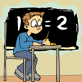 1 = 2